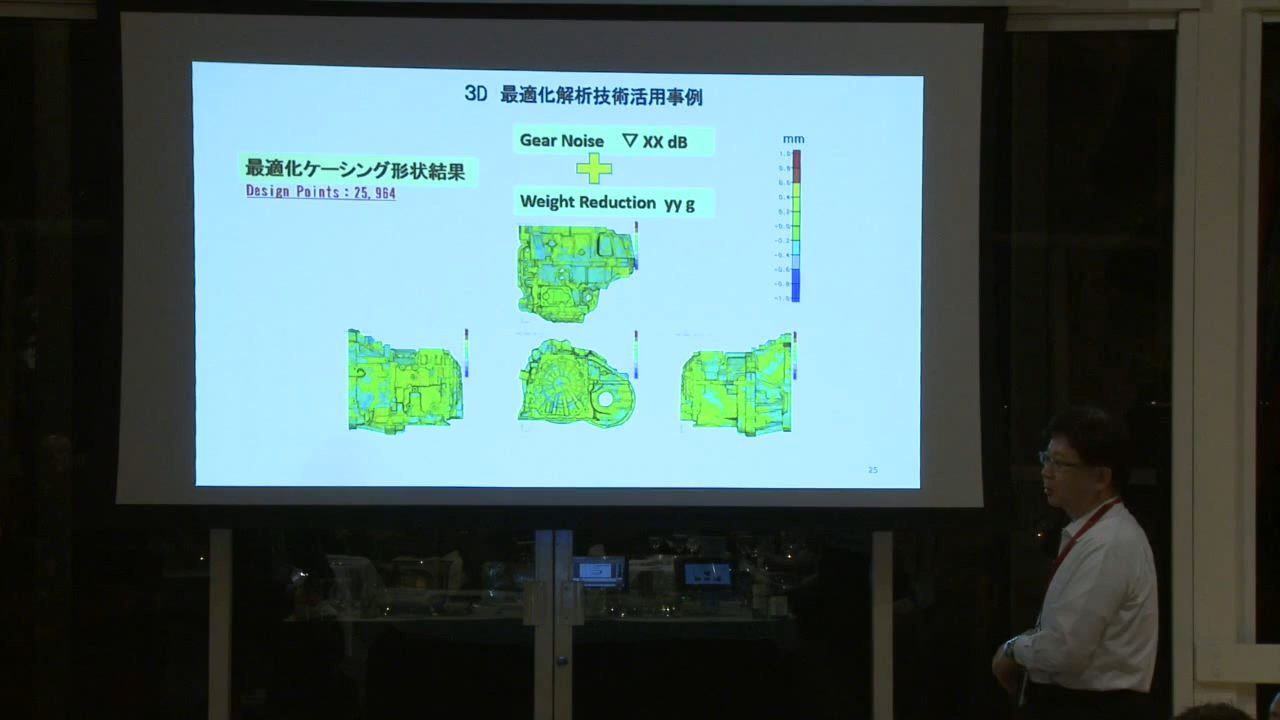 3D 最適化解析技術活用事例
Gear Noise ▽ XX dB
最適化ケーシング形状結果
Design Points：25,964
Weight Reduction yy g
mm
25